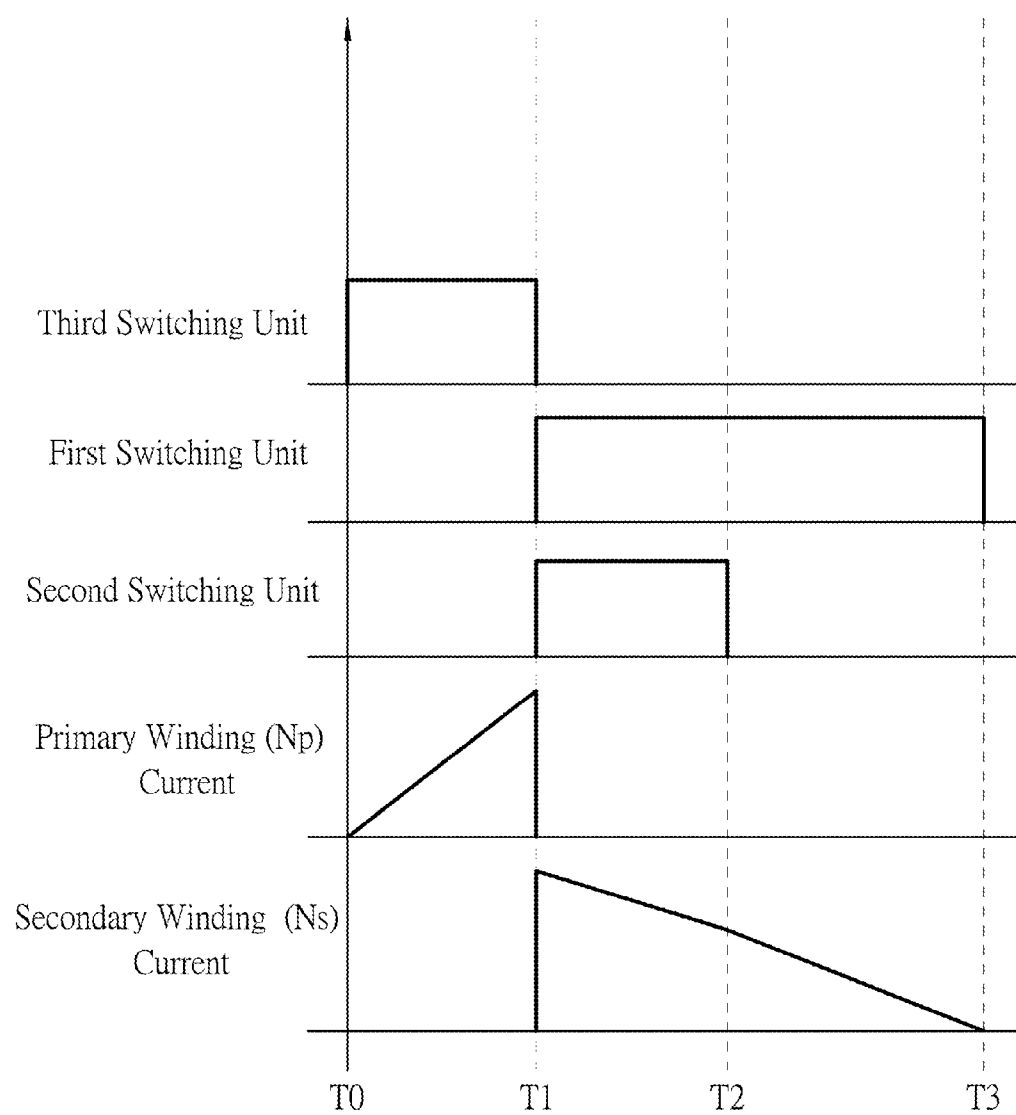 Third Switching Unit
First Switching Unit
Second Switching Unit
Primary Winding (Np)
Current
Secondary Winding (Ns)
Current
T0 T1 T2 T3